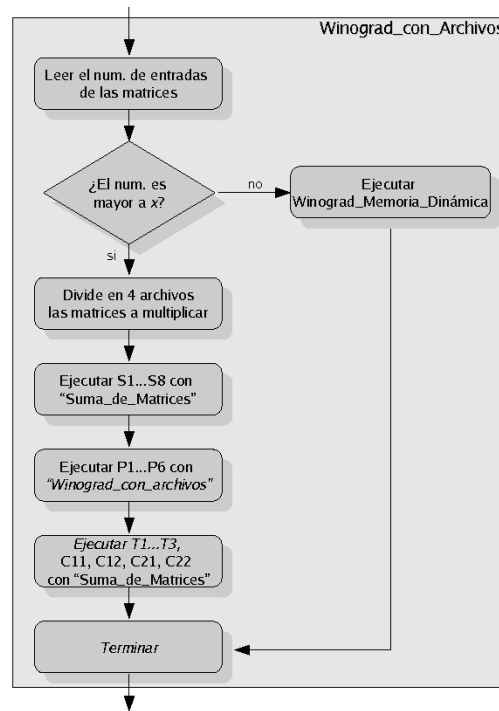 Winograd_con_Archivos
Leer el num. de entradas
de las matrices
¿El num. es
mayor a x?
no
Ejecutar
Winograd_Memoria_Dinámica
si
Divide en 4 archivos
las matrices a multiplicar
Ejecutar S1...S8 con
“Suma_de_Matrices”
Ejecutar P1...P6 con
“Winograd_con_archivos”
Ejecutar T1...T3,
C11, C12, C21, C22
con “Suma_de_Matrices”
Terminar